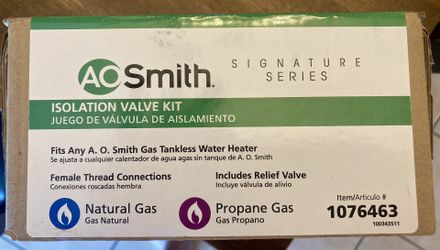 AO Smith.
SIGNATURE
SERIES
ISOLATION VALVE KIT
JUEGO DE VÁLVULA DE AISLAMIENTO
Fits Any A. O. Smith Gas Tankless Water Heater
Se ajusta a cualquier calentador de agua agas sin tanque de A. O. Smith
Female Thread Connections
Conexiones roscadas hembra
Includes Relief Valve
Incluye válvula de alivio
Natural Gas
Gas Natural
Propane Gas
Gas Propano
Item/Articulo #
1076463
100343511